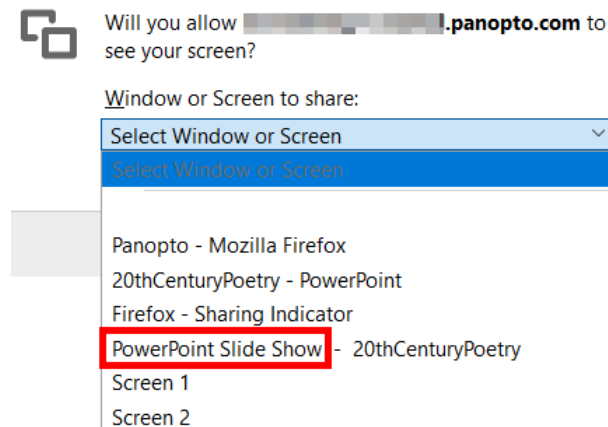 Will you allow .panopto.com to
see your screen?
Window or Screen to share:
Select Window or Screen
Select Window or Screen
Panopto - Mozilla Firefox
20thCenturyPoetry - PowerPoint
Firefox - Sharing Indicator
PowerPoint Slide Show - 20thCenturyPoetry
Screen 1
Screen 2